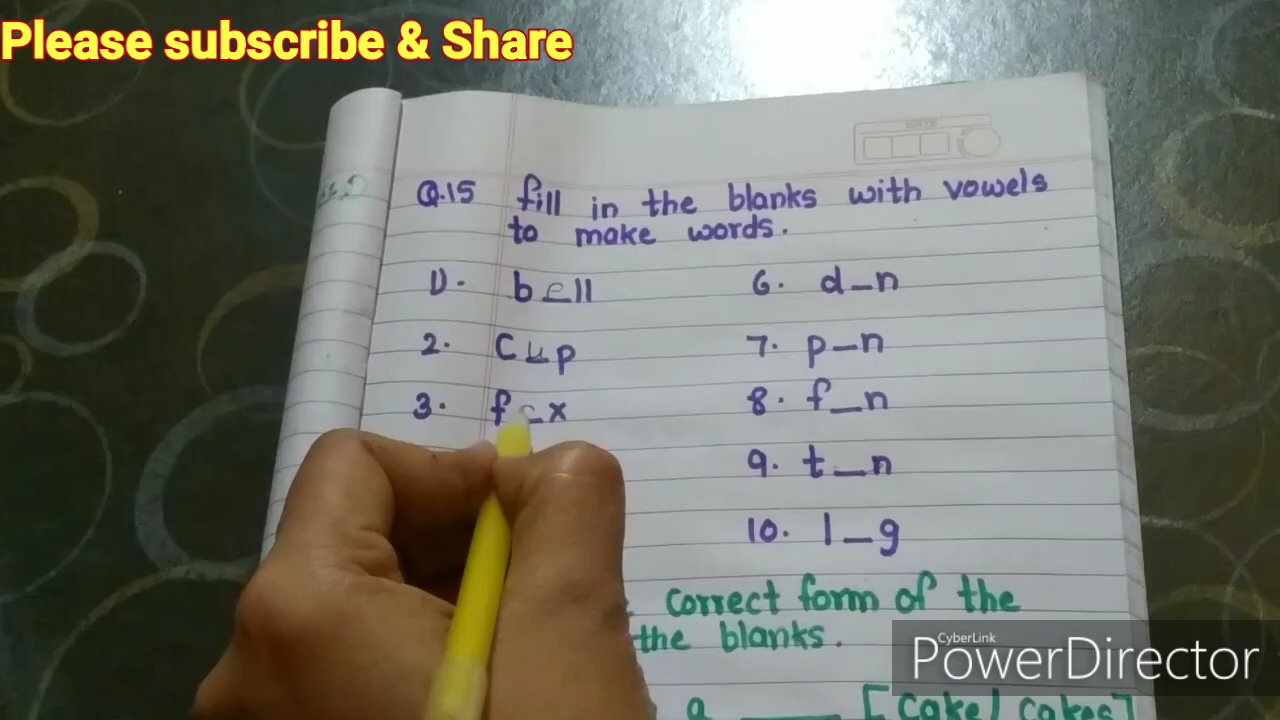 Please subscribe & Share
Q.15 fill in the blanks with vowels
to make words.
1). bell
2. Cup
3. f_x
6. d_n
7. p_n
8. f_n
9. t_n
10. l_g
correct form of the
the blanks.
a ____ [Cake/ Cakes]
CyberLink
PowerDirector